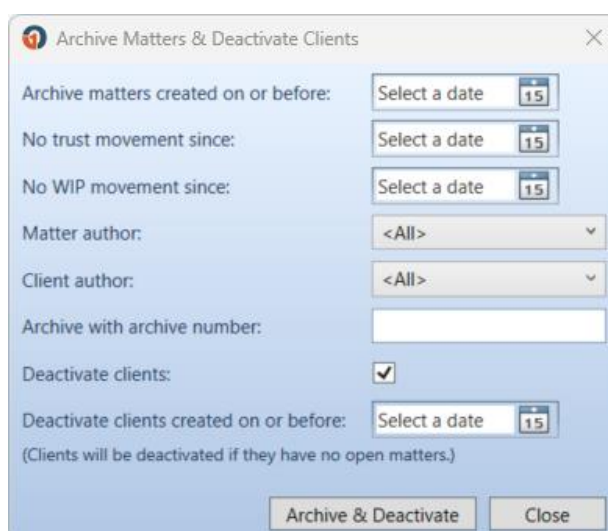 Archive Matters & Deactivate Clients
Archive matters created on or before: Select a date 15
No trust movement since: Select a date 15
No WIP movement since: Select a date 15
Matter author: <All>
Client author: <All>
Archive with archive number:
Deactivate clients:
Deactivate clients created on or before: Select a date 15
(Clients will be deactivated if they have no open matters.)
Archive & Deactivate Close